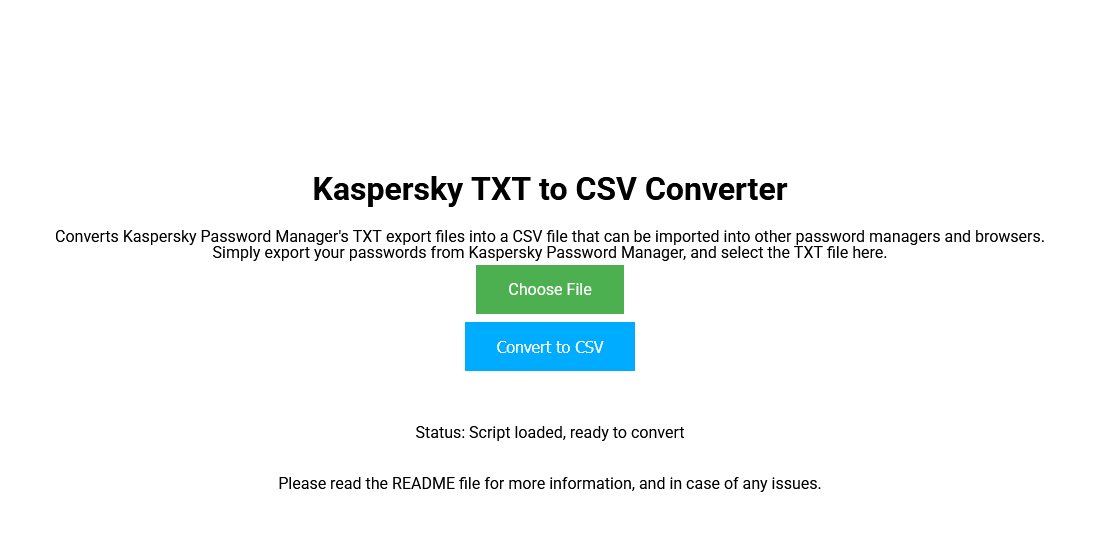 Kaspersky TXT to CSV Converter
Converts Kaspersky Password Manager's TXT export files into a CSV file that can be imported into other password managers and browsers.
Simply export your passwords from Kaspersky Password Manager, and select the TXT file here.
Choose File
Convert to CSV
Status: Script loaded, ready to convert
Please read the README file for more information, and in case of any issues.